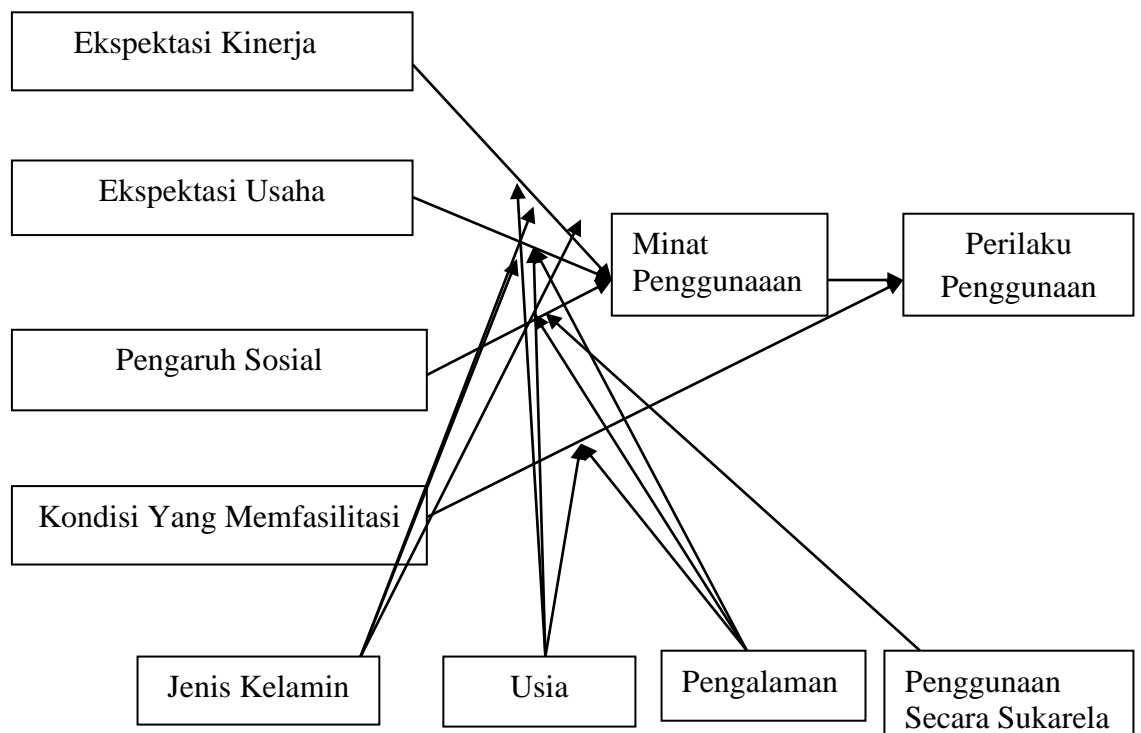 Ekspektasi Kinerja
Ekspektasi Usaha
Minat
Penggunaaan
Perilaku
Penggunaan
Pengaruh Sosial
Kondisi Yang Memfasilitasi
Jenis Kelamin
Usia
Pengalaman
Penggunaan
Secara Sukarela